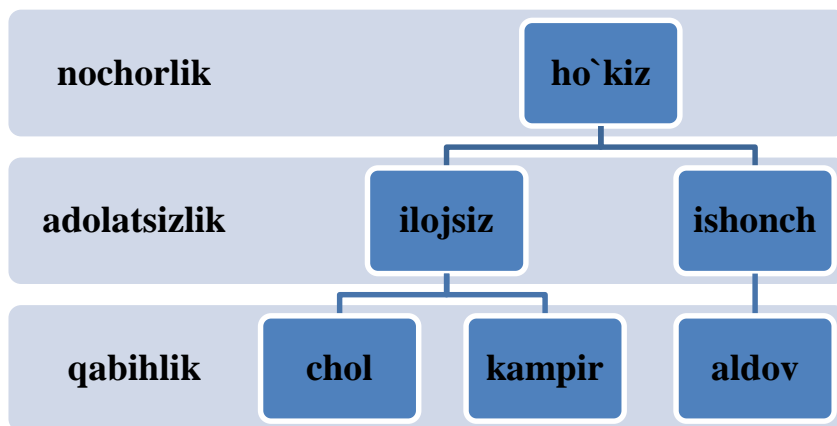 nochorlik
ho`kiz
adolatsizlik
ilojsiz
ishonch
qabihlik
chol
kampir
aldov